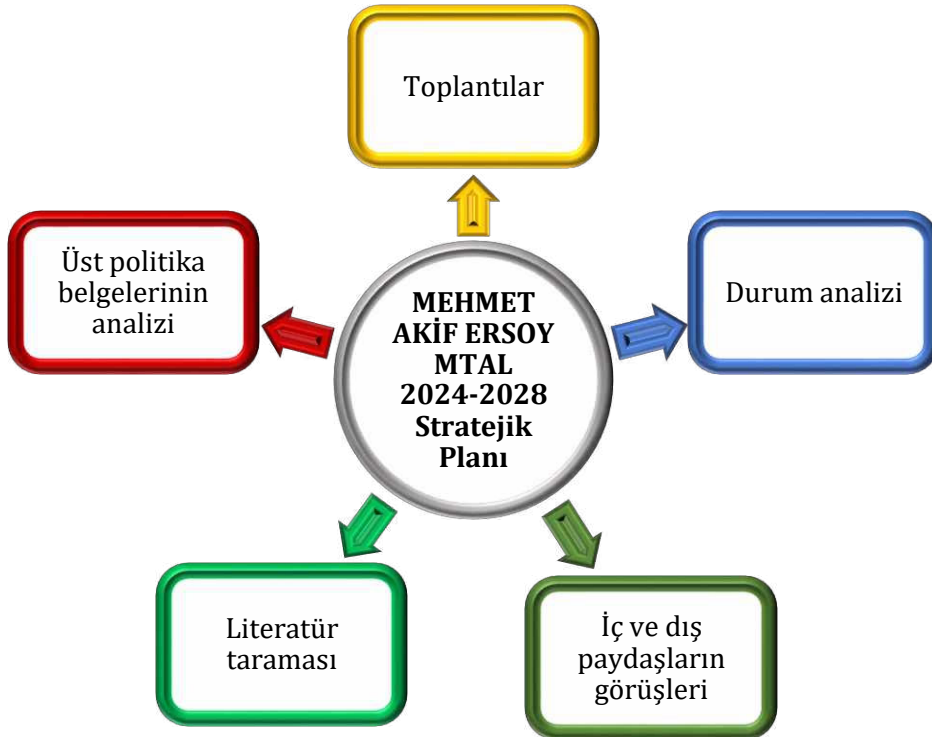 Toplantılar
Üst politika
belgelerinin
analizi
MEHMET
AKİF ERSOY
MTAL
2024-2028
Stratejik
Planı
Durum analizi
Literatür
taraması
İç ve dış
paydaşların
görüşleri